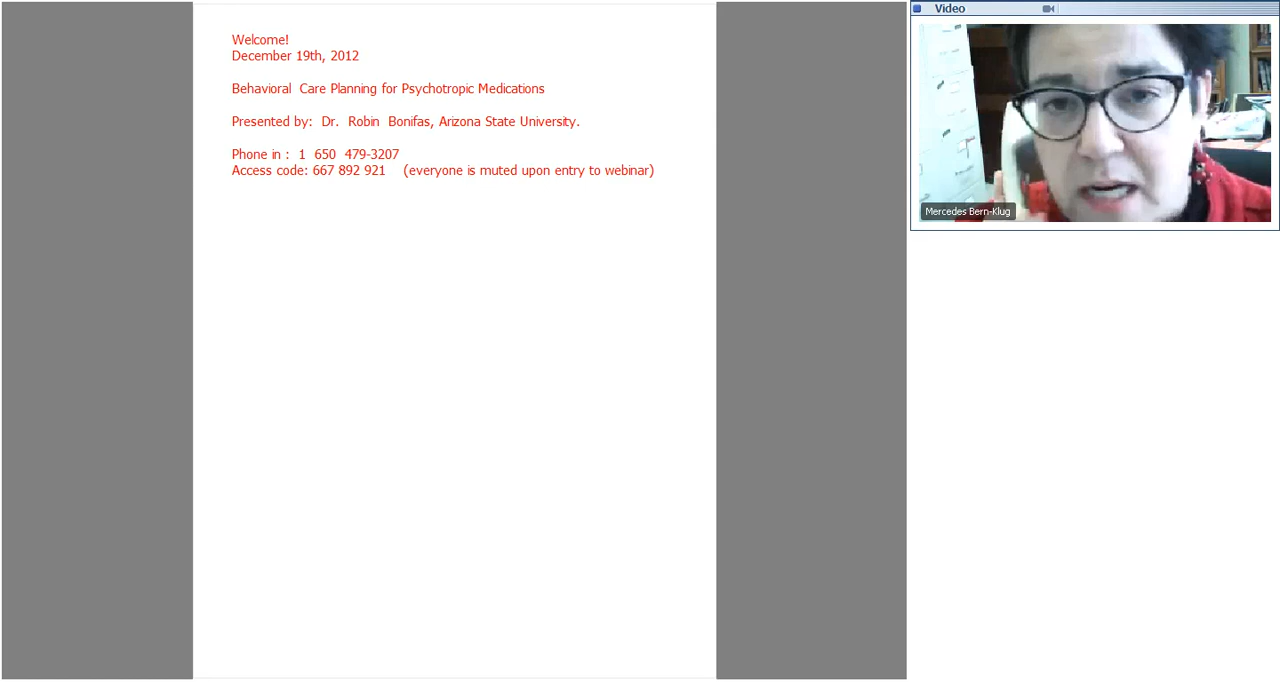 Welcome!
December 19th, 2012
Behavioral Care Planning for Psychotropic Medications
Presented by: Dr. Robin Bonifas, Arizona State University.
Phone in : 1 650 479-3207
Access code: 667 892 921 (everyone is muted upon entry to webinar)
Video
Mercedes Bern-Klug